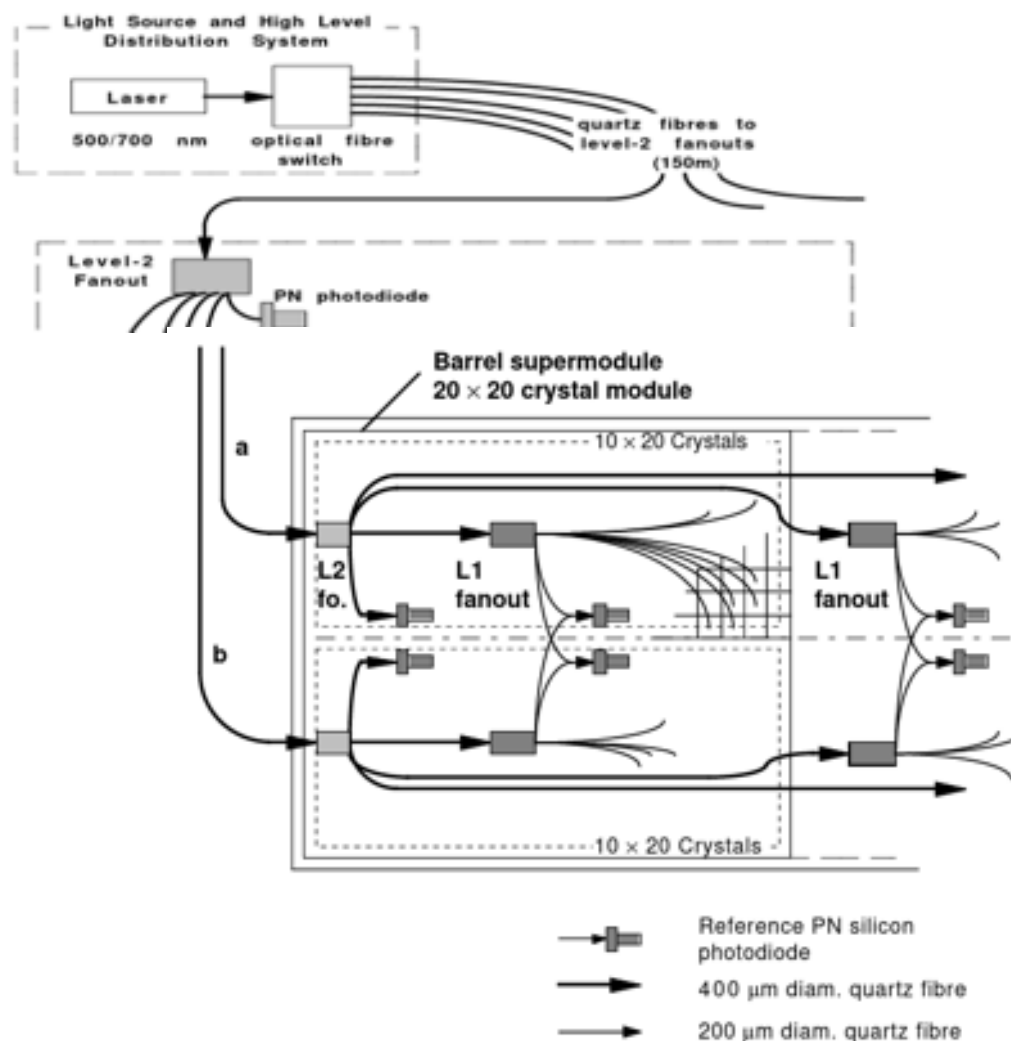 Light Source and High Level
Distribution System
Laser
500/700 nm
optical fibre
switch
quartz fibres to
level-2 fanouts
(150m)
Level-2
Fanout
PN photodiode
Barrel supermodule
20 × 20 crystal module
10 × 20 Crystals
a
L2
fo.
L1
fanout
L1
fanout
b
10 × 20 Crystals
Reference PN silicon
photodiode
400 µm diam. quartz fibre
200 µm diam. quartz fibre